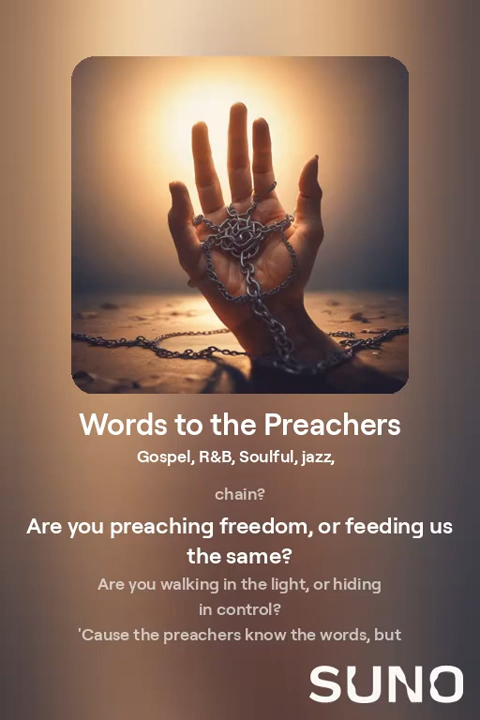 Words to the Preachers
Gospel, R&B, Soulful, jazz,
chain?
Are you preaching freedom, or feeding us
the same?
Are you walking in the light, or hiding
in control?
'Cause the preachers know the words, but
SUNO